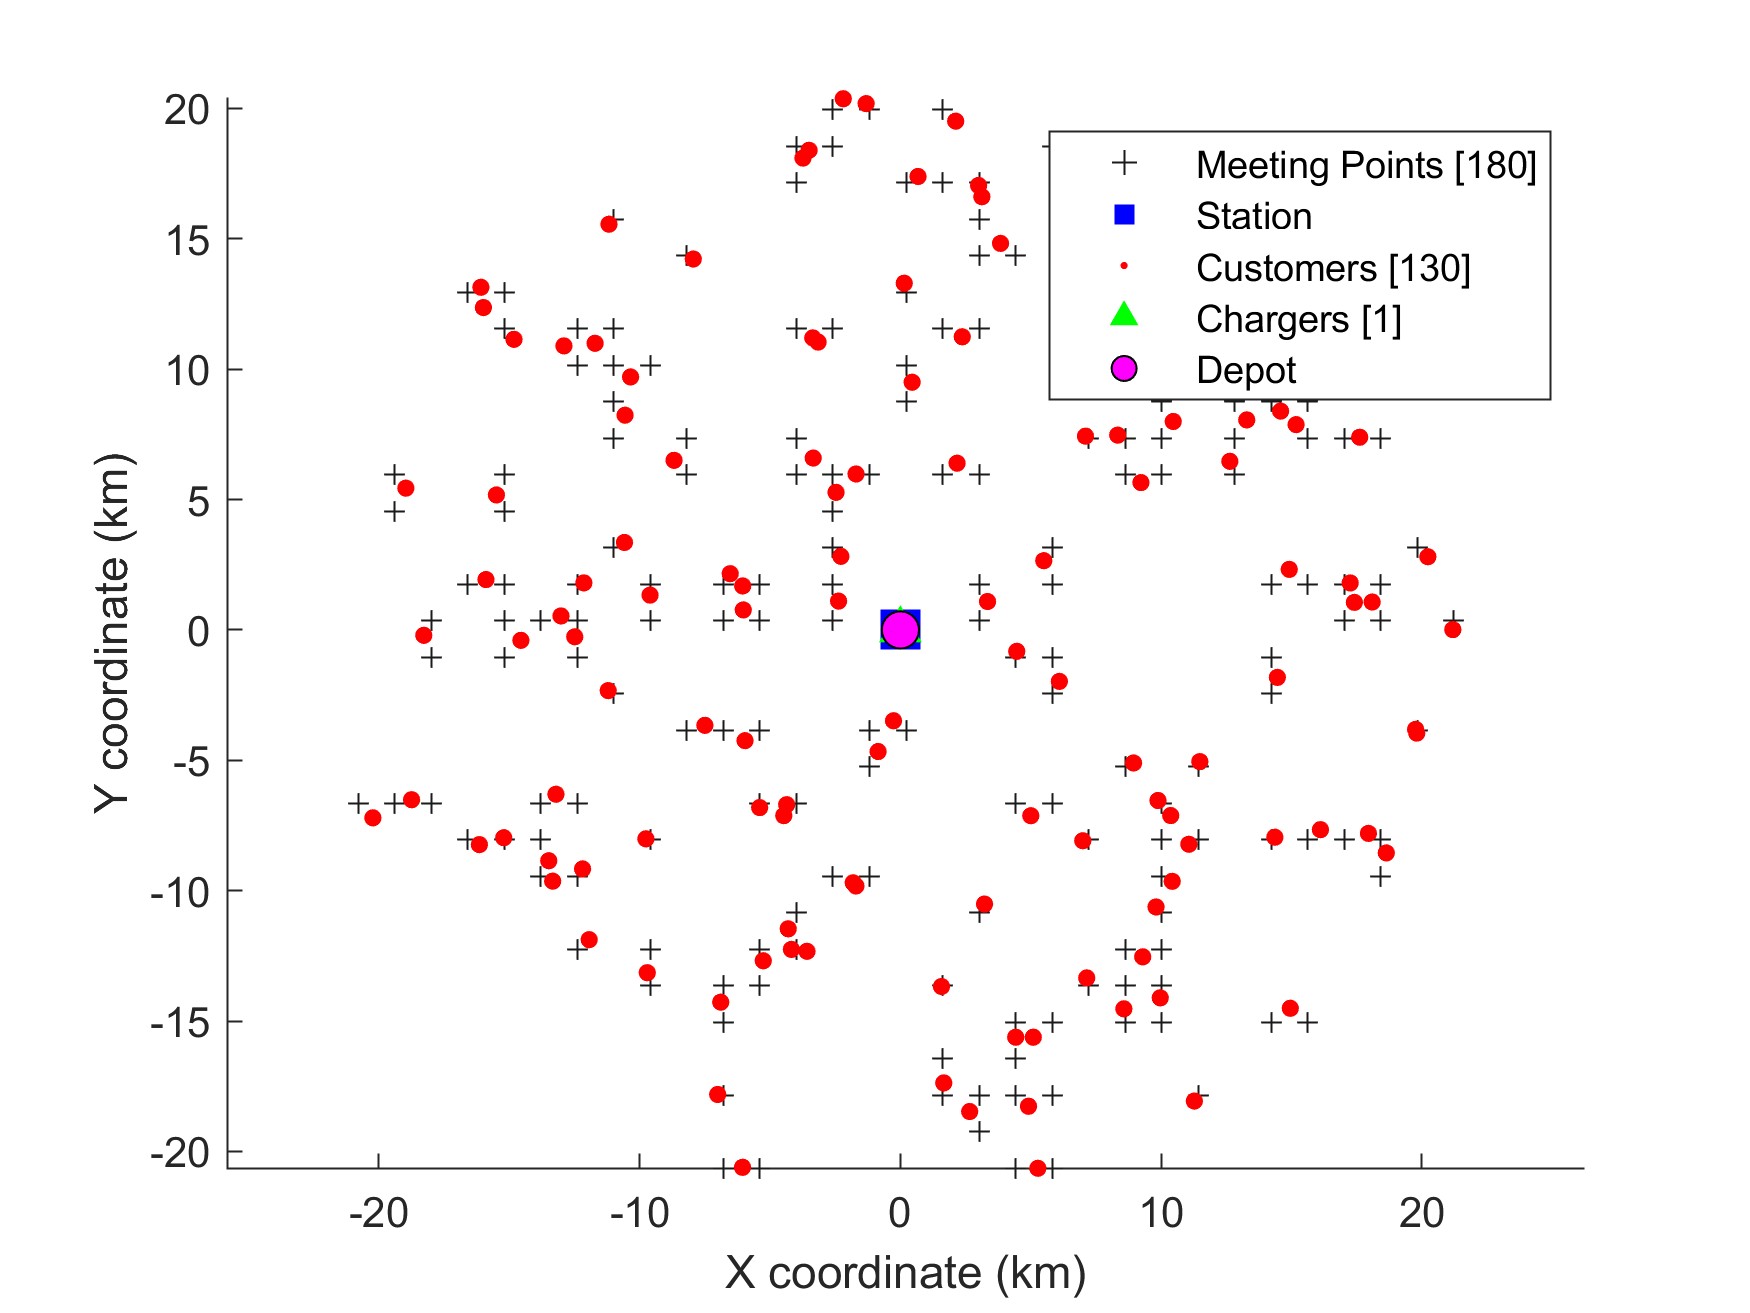 20
15
10
5
0
-5
-10
-15
-20
Y coordinate (km)
Meeting Points [180]
Station
Customers [130]
Chargers [1]
Depot
-20 -10 0 10 20
X coordinate (km)